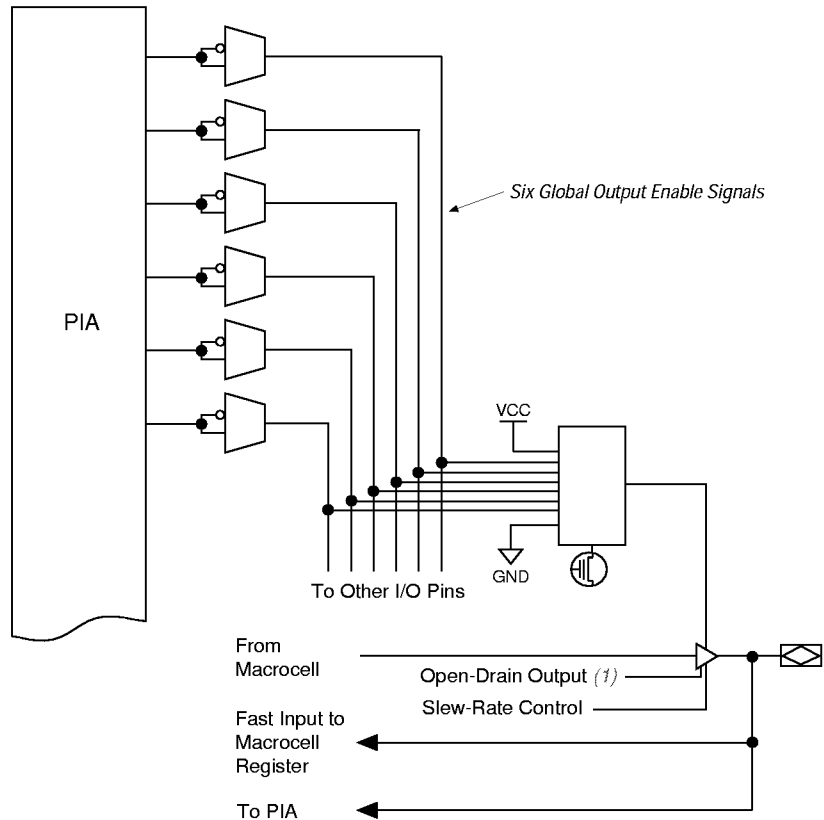 Six Global Output Enable Signals
PIA
VCC
GND
To Other I/O Pins
From
Macrocell
Open-Drain Output (1)
Slew-Rate Control
Fast Input to
Macrocell
Register
To PIA